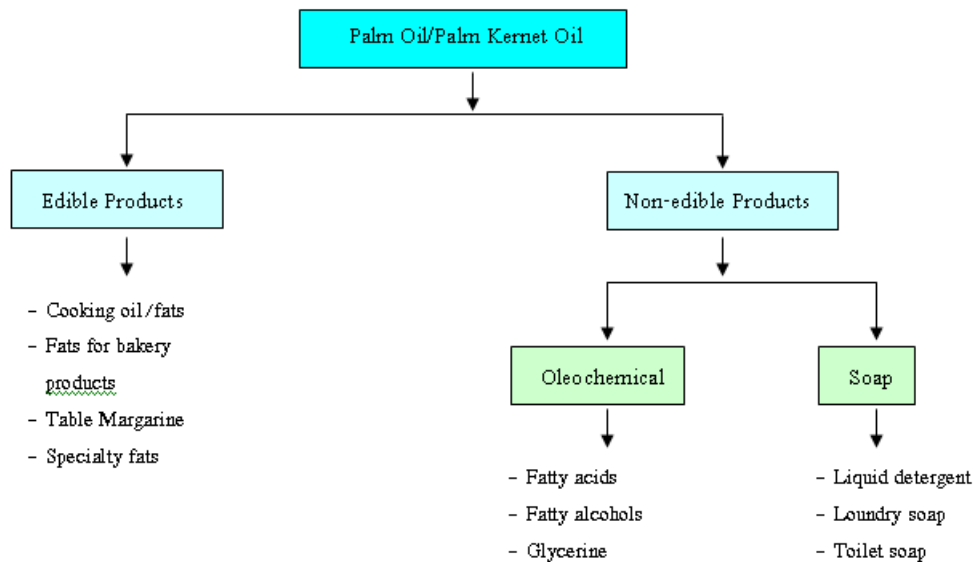 Palm Oil/Palm Kernet Oil
Edible Products
- Cooking oil/fats
- Fats for bakery
products
- Table Margarine
- Specialty fats
Non-edible Products
Oleochemical
- Fatty acids
- Fatty alcohols
- Glycerine
Soap
- Liquid detergent
- Loundry soap
- Toilet soap